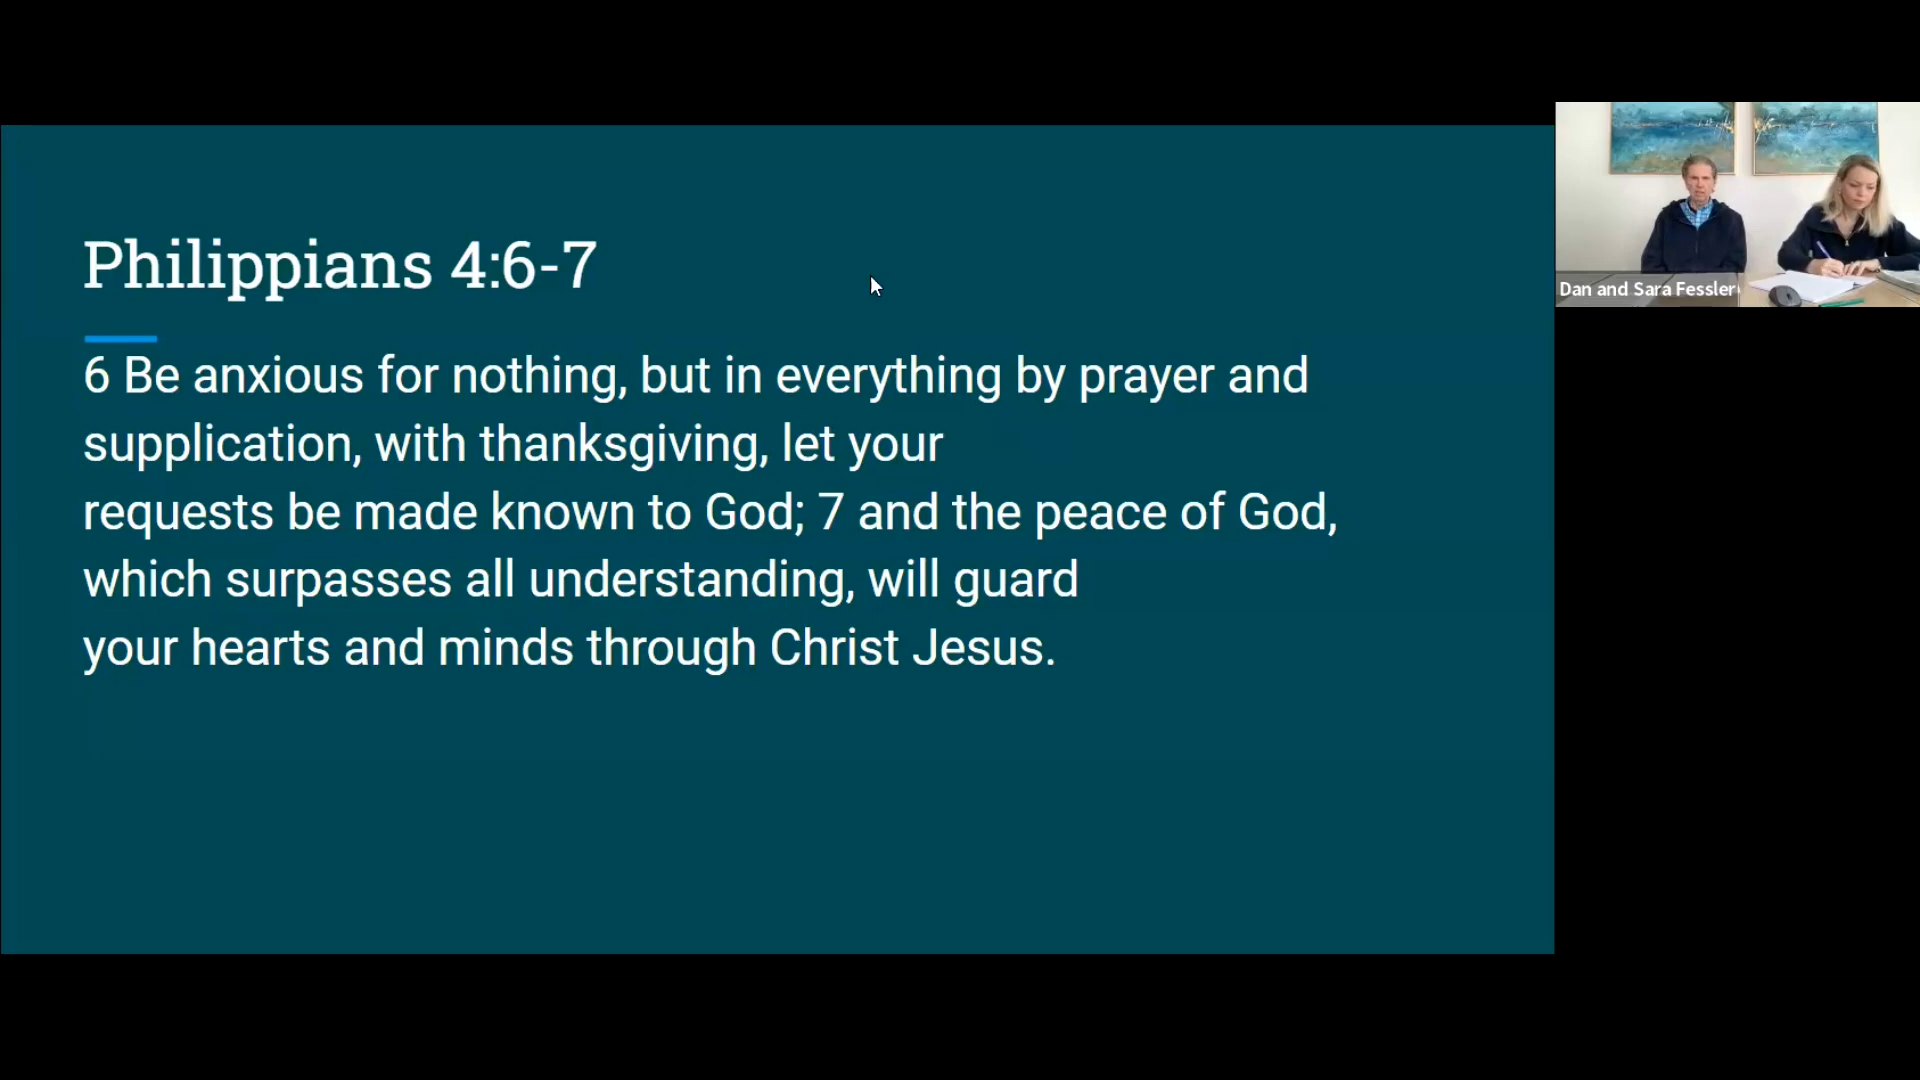 Philippians 4:6-7
6 Be anxious for nothing, but in everything by prayer and
supplication, with thanksgiving, let your
requests be made known to God; 7 and the peace of God,
which surpasses all understanding, will guard
your hearts and minds through Christ Jesus.
Dan and Sara Fessler